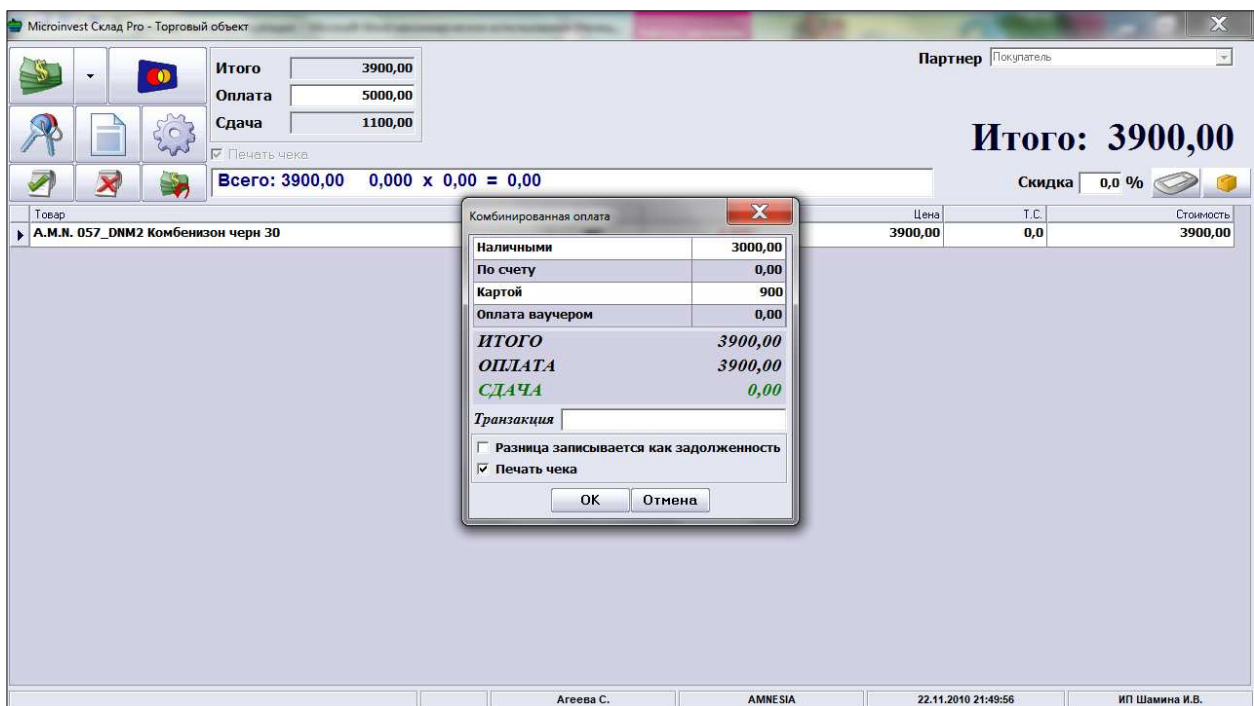 Microinvest Склад Pro - Торговый объект
Итого 3900,00
Оплата 5000,00
Сдача 1100,00
Печать чека
Партнер Покупатель
Итого: 3900,00
Всего: 3900,00 0,000 x 0,00 = 0,00
Скидка 0,0 %
Товар Цена Т.С. Стоимость
A.M.N. 057_DNM2 Комбенизон черн 30 3900,00 0,0 3900,00
Комбинированная оплата
Наличными 3000,00
По счету 0,00
Картой 900
Оплата ваучером 0,00
ИТОГО 3900,00
ОПЛАТА 3900,00
СДАЧА 0,00
Транзакция
Разница записывается как задолженность
Печать чека
OK Отмена
Агеева С. AMNESIA 22.11.2010 21:49:56 ИП Шамина И.В.